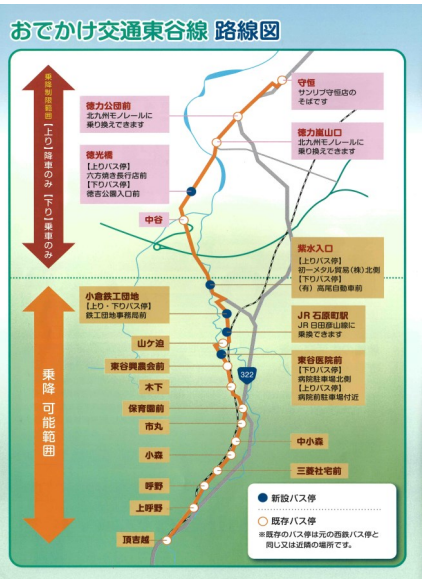 おでかけ交通東谷線 路線図
乗降制限範囲
【上り】降車のみ 【下り】乗車のみ
守恒
サンリブ守恒店の
そばです
徳力公団前
北九州モノレールに
乗り換えできます
徳力嵐山口
北九州モノレールに
乗り換えできます
徳光橋
【上りバス停】
六方焼き長行店前
【下りバス停】
徳吉公園入口前
中谷
紫水入口
【上りバス停】
初一メタル貿易(株)北側
【下りバス停】
(有)高尾自動車前
乗降 可能範囲
小倉鉄工団地
【上り・下りバス停】
鉄工団地事務局前
JR 石原町駅
JR 日田彦山線に
乗換できます
山ケ迫
東谷医院前
【下りバス停】
病院駐車場北側
【上りバス停】
病院前駐車場付近
東谷興農会前
322
木下
保育園前
市丸
中小森
小森
三菱社宅前
呼野
上呼野
頂吉越
新設バス停
既存バス停
※既存のバス停は元の西鉄バス停と
同じ又は近隣の場所です。